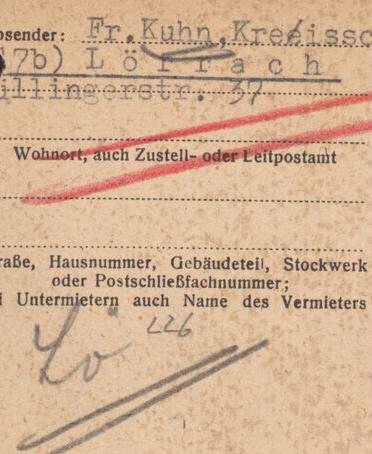 bsender: Fr. Kuhn, Kreeissc
17b) Lörrach
üllingerstr. 37
Wohnort, auch Zustell- oder Leitpostamt
raße, Hausnummer, Gebäudeteil, Stockwerk
oder Postschließfachnummer;
i Untermietern auch Name des Vermieters
226
Lö